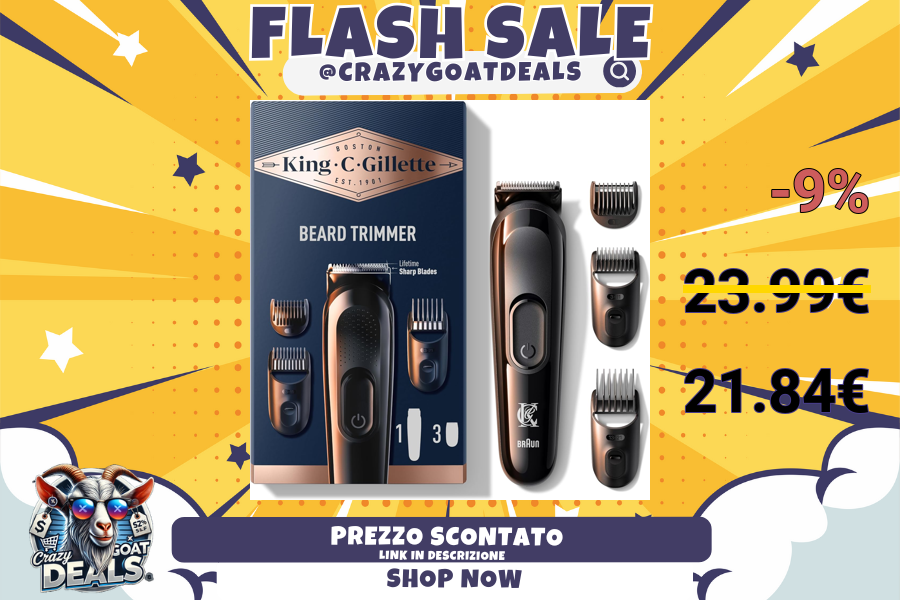 FLASH SALE
@CRAZYGOATDEALS
BOSTON
King·C·Gillette
EST. 1901
BEARD TRIMMER
Lifetime
Sharp Blades
1 3
BRAUN
-9%
23.99€
21.84€
$
52%
Crazy
GOAT
DEALS
PREZZO SCONTATO
LINK IN DESCRIZIONE
SHOP NOW